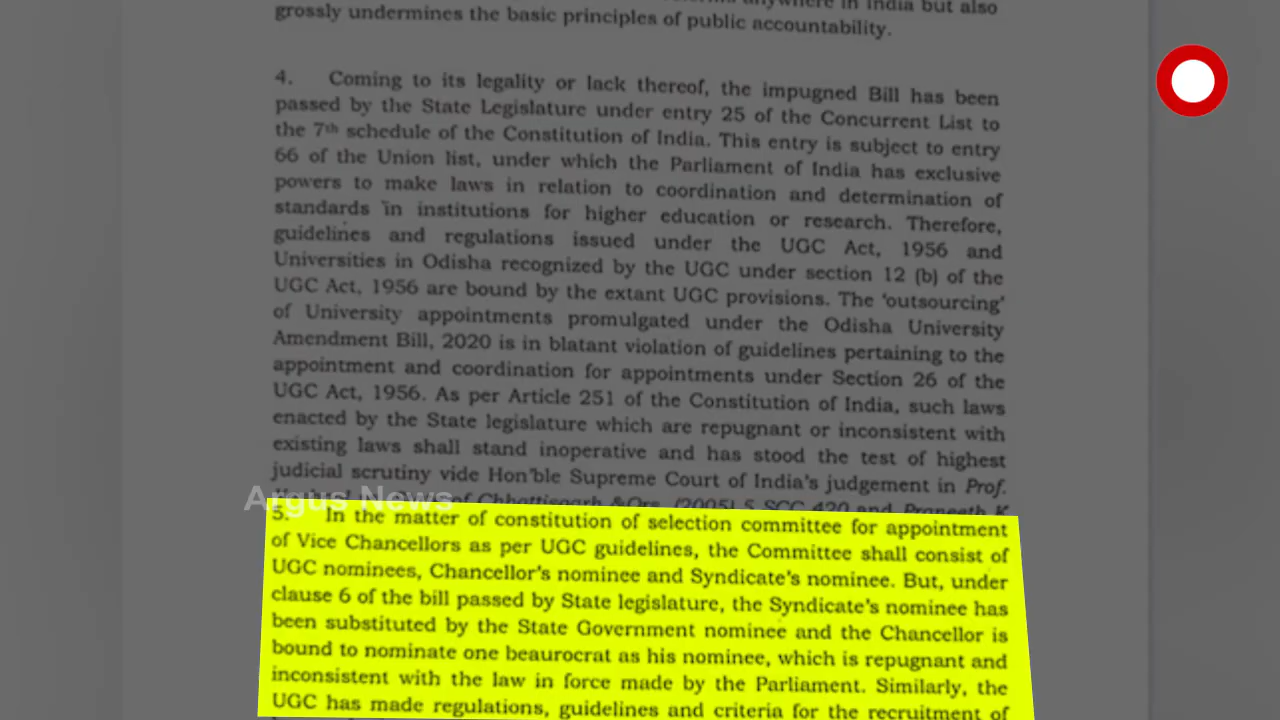 anywhere in India but also
grossly undermines the basic principles of public accountability.
4. Coming to its legality or lack thereof, the impugned Bill has been
passed by the State Legislature under entry 25 of the Concurrent List to
the 7th schedule of the Constitution of India. This entry is subject to entry
66 of the Union list, under which the Parliament of India has exclusive
powers to make laws in relation to coordination and determination of
standards in institutions for higher education or research. Therefore,
guidelines and regulations issued under the UGC Act, 1956 and
Universities in Odisha recognized by the UGC under section 12 (b) of the
UGC Act, 1956 are bound by the extant UGC provisions. The 'outsourcing'
of University appointments promulgated under the Odisha University
Amendment Bill, 2020 is in blatant violation of guidelines pertaining to the
appointment and coordination for appointments under Section 26 of the
UGC Act, 1956. As per Article 251 of the Constitution of India, such laws
enacted by the State legislature which are repugnant or inconsistent with
existing laws shall stand inoperative and has stood the test of highest
judicial scrutiny vide Hon'ble Supreme Court of India's judgement in Prof.
of Chhattisgarh &Ors. (2005) 5 SCC 420 and Praneeth K
Argus News
5. In the matter of constitution of selection committee for appointment
of Vice Chancellors as per UGC guidelines, the Committee shall consist of
UGC nominees, Chancellor's nominee and Syndicate's nominee. But, under
clause 6 of the bill passed by State legislature, the Syndicate's nominee has
been substituted by the State Government nominee and the Chancellor is
bound to nominate one beaurocrat as his nominee, which is repugnant and
inconsistent with the law in force made by the Parliament. Similarly, the
UGC has made regulations, guidelines and criteria for the recruitment of